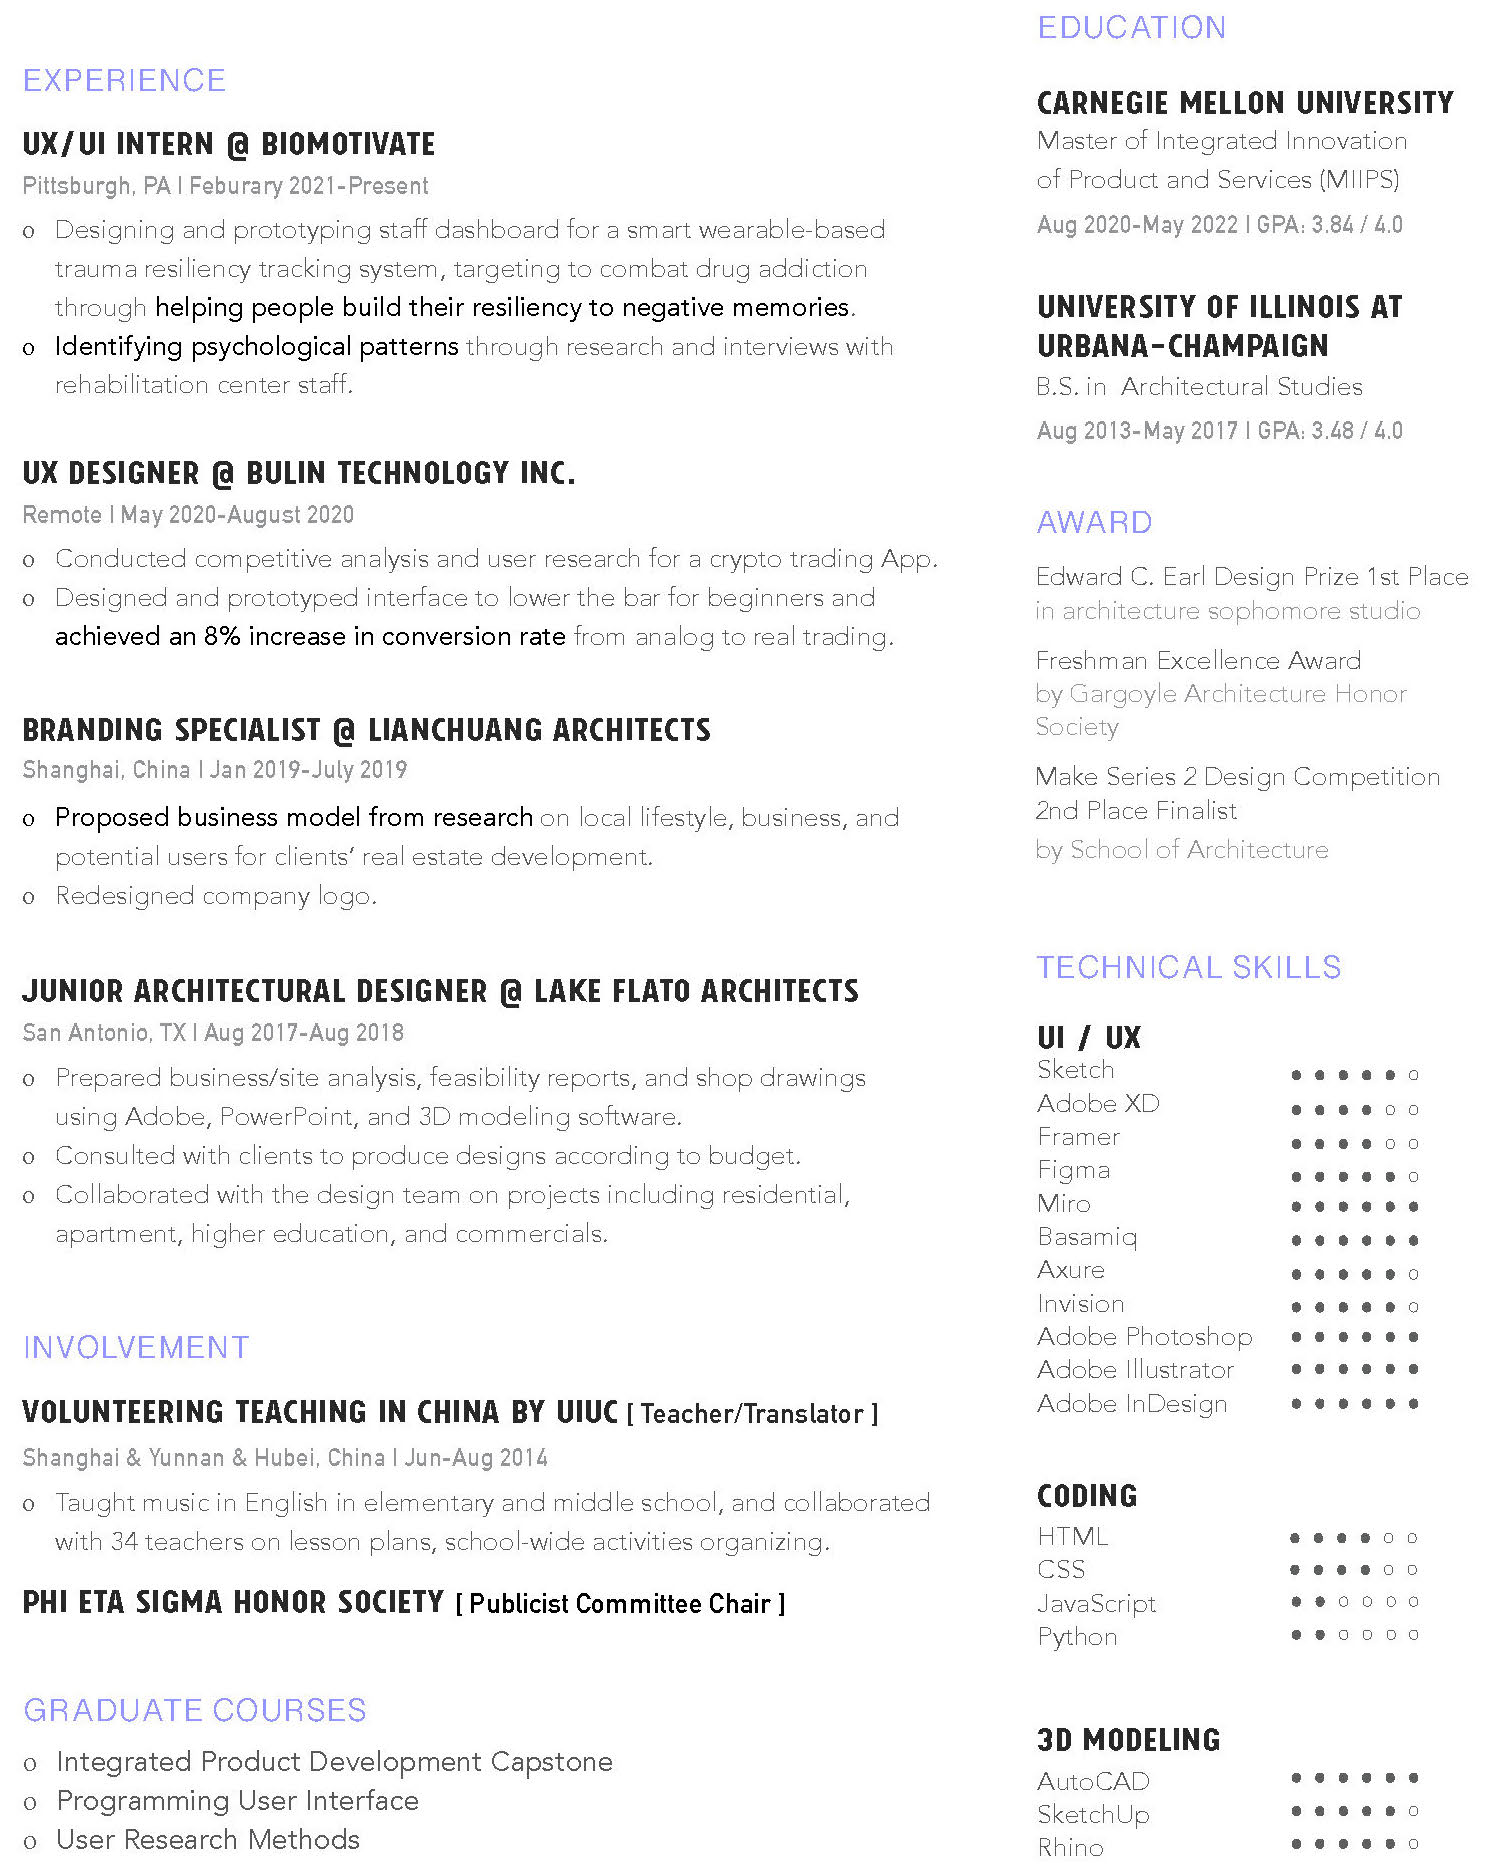 EXPERIENCE
UX/UI INTERN @ BIOMOTIVATE
Pittsburgh, PA | Feburary 2021-Present
o Designing and prototyping staff dashboard for a smart wearable-based
trauma resiliency tracking system, targeting to combat drug addiction
through helping people build their resiliency to negative memories.
o Identifying psychological patterns through research and interviews with
rehabilitation center staff.
UX DESIGNER @ BULIN TECHNOLOGY INC.
Remote | May 2020-August 2020
o Conducted competitive analysis and user research for a crypto trading App.
o Designed and prototyped interface to lower the bar for beginners and
achieved an 8% increase in conversion rate from analog to real trading.
BRANDING SPECIALIST @ LIANCHUANG ARCHITECTS
Shanghai, China | Jan 2019-July 2019
o Proposed business model from research on local lifestyle, business, and
potential users for clients’ real estate development.
o Redesigned company logo.
JUNIOR ARCHITECTURAL DESIGNER @ LAKE FLATO ARCHITECTS
San Antonio, TX | Aug 2017-Aug 2018
o Prepared business/site analysis, feasibility reports, and shop drawings
using Adobe, PowerPoint, and 3D modeling software.
o Consulted with clients to produce designs according to budget.
o Collaborated with the design team on projects including residential,
apartment, higher education, and commercials.
INVOLVEMENT
VOLUNTEERING TEACHING IN CHINA BY UIUC [ Teacher/Translator ]
Shanghai & Yunnan & Hubei, China | Jun-Aug 2014
o Taught music in English in elementary and middle school, and collaborated
with 34 teachers on lesson plans, school-wide activities organizing.
PHI ETA SIGMA HONOR SOCIETY [ Publicist Committee Chair ]
GRADUATE COURSES
o Integrated Product Development Capstone
o Programming User Interface
o User Research Methods
EDUCATION
CARNEGIE MELLON UNIVERSITY
Master of Integrated Innovation
of Product and Services (MIIPS)
Aug 2020-May 2022 | GPA: 3.84 / 4.0
UNIVERSITY OF ILLINOIS AT
URBANA-CHAMPAIGN
B.S. in Architectural Studies
Aug 2013-May 2017 | GPA: 3.48 / 4.0
AWARD
Edward C. Earl Design Prize 1st Place
in architecture sophomore studio
Freshman Excellence Award
by Gargoyle Architecture Honor
Society
Make Series 2 Design Competition
2nd Place Finalist
by School of Architecture
TECHNICAL SKILLS
UI / UX
Sketch
Adobe XD
Framer
Figma
Miro
Basamiq
Axure
Invision
Adobe Photoshop
Adobe Illustrator
Adobe InDesign
CODING
HTML
CSS
JavaScript
Python
3D MODELING
AutoCAD
SketchUp
Rhino